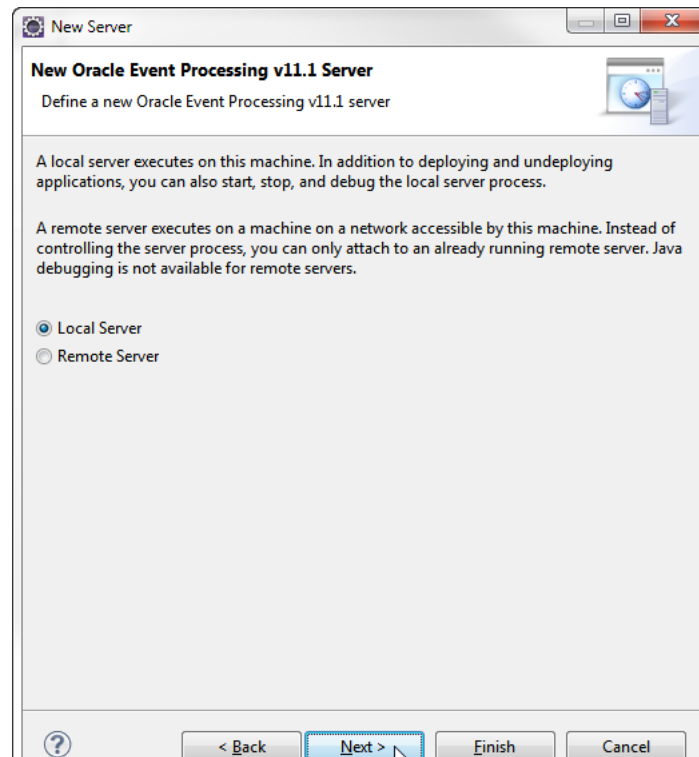 New Server
New Oracle Event Processing v11.1 Server
Define a new Oracle Event Processing v11.1 server
A local server executes on this machine. In addition to deploying and undeploying
applications, you can also start, stop, and debug the local server process.
A remote server executes on a machine on a network accessible by this machine. Instead of
controlling the server process, you can only attach to an already running remote server. Java
debugging is not available for remote servers.
Local Server
Remote Server
? < Back Next > Finish Cancel